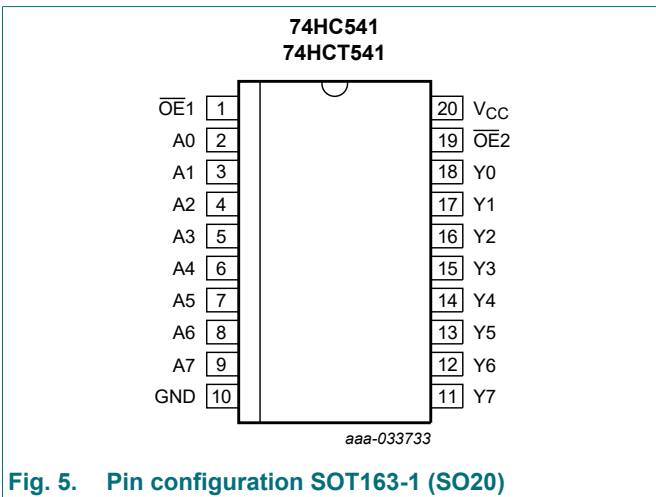 74HC541
74HCT541
O̅E̅1 1 20 VCC
A0 2 19 O̅E̅2
A1 3 18 Y0
A2 4 17 Y1
A3 5 16 Y2
A4 6 15 Y3
A5 7 14 Y4
A6 8 13 Y5
A7 9 12 Y6
GND 10 11 Y7
aaa-033733
Fig. 5. Pin configuration SOT163-1 (SO20)